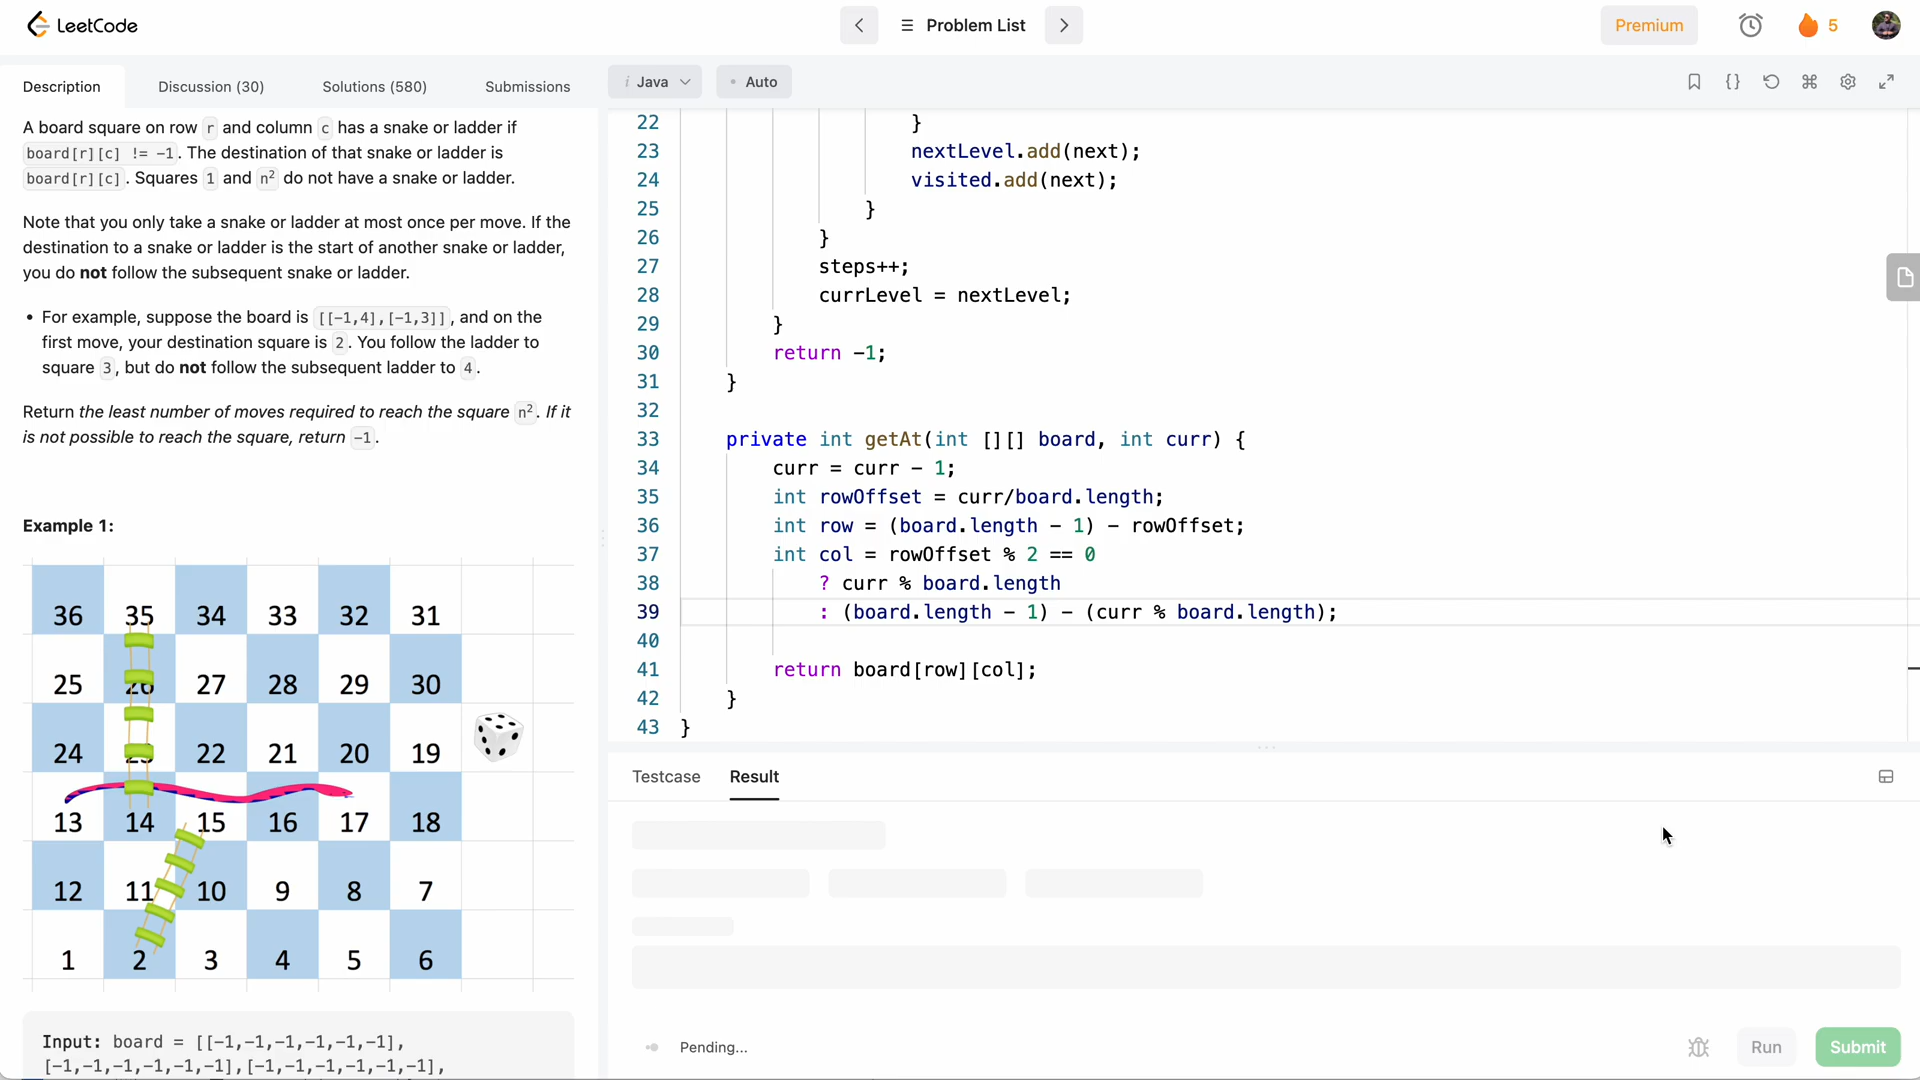 LeetCode
Problem List
Premium
5
Description
Discussion (30)
Solutions (580)
Submissions
A board square on row r and column c has a snake or ladder if
board[r][c] != -1. The destination of that snake or ladder is
board[r][c]. Squares 1 and n² do not have a snake or ladder.
Note that you only take a snake or ladder at most once per move. If the
destination to a snake or ladder is the start of another snake or ladder,
you do not follow the subsequent snake or ladder.
• For example, suppose the board is [[-1,4],[-1,3]], and on the
first move, your destination square is 2. You follow the ladder to
square 3, but do not follow the subsequent ladder to 4.
Return the least number of moves required to reach the square n². If it
is not possible to reach the square, return -1.
Example 1:
36 35 34 33 32 31
25 26 27 28 29 30
24 23 22 21 20 19
13 14 15 16 17 18
12 11 10 9 8 7
1 2 3 4 5 6
Input: board = [[-1,-1,-1,-1,-1,-1],
[-1,-1,-1,-1,-1,-1],[-1,-1,-1,-1,-1,-1],
i Java
Auto
22 }
23 nextLevel.add(next);
24 visited.add(next);
25 }
26 }
27 steps++;
28 currLevel = nextLevel;
29 }
30 return -1;
31 }
32
33 private int getAt(int [][] board, int curr) {
34 curr = curr - 1;
35 int rowOffset = curr/board.length;
36 int row = (board.length - 1) - rowOffset;
37 int col = rowOffset % 2 == 0
38 ? curr % board.length
39 : (board.length - 1) - (curr % board.length);
40
41 return board[row][col];
42 }
43 }
Testcase
Result
Pending...
Run
Submit